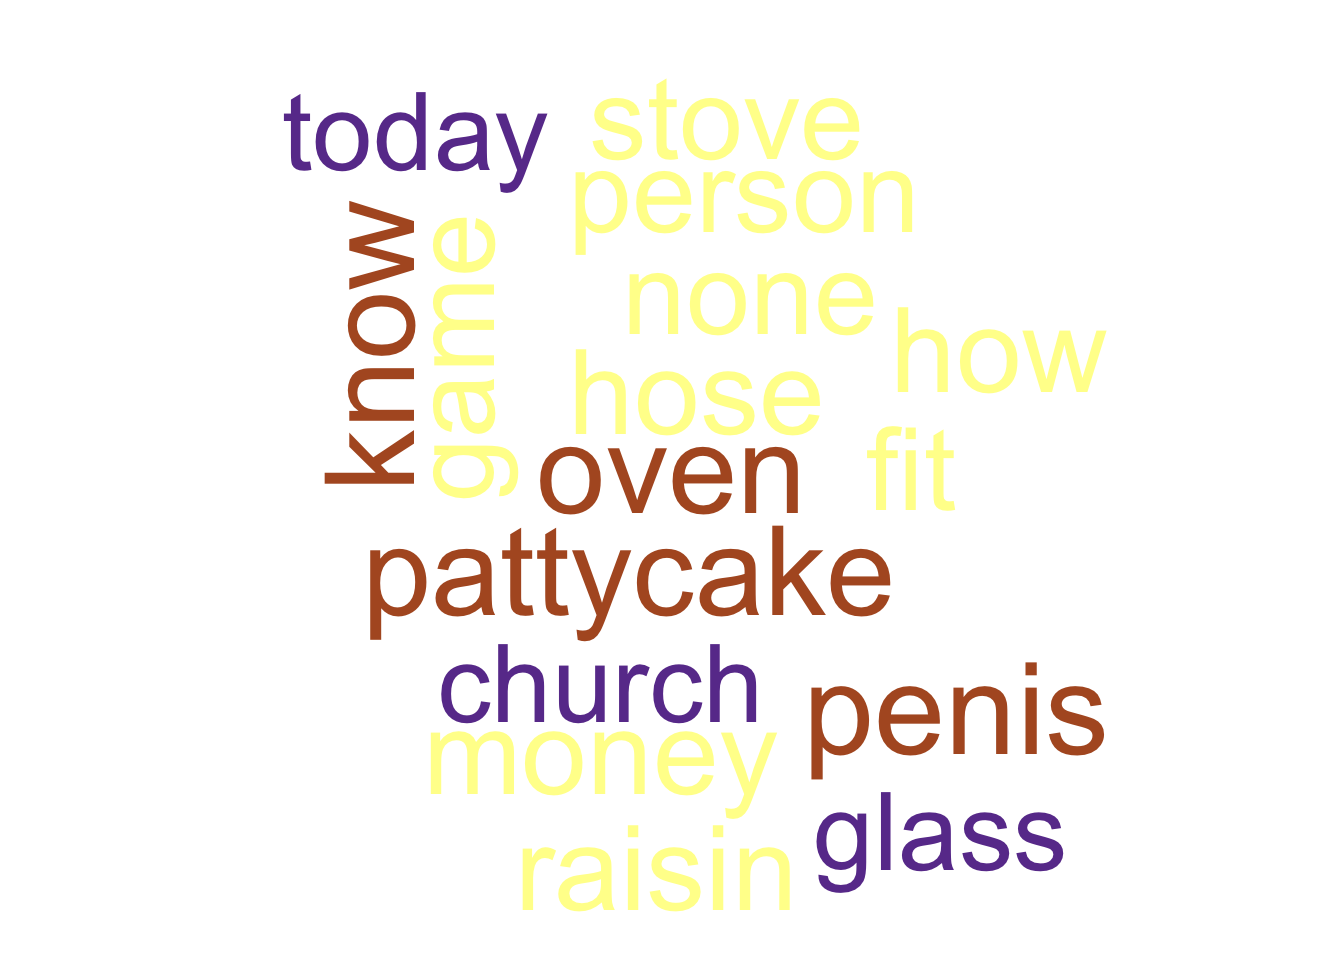 today
stove
person
know
game
none
how
hose
fit
oven
pattycake
church
penis
money
glass
raisin